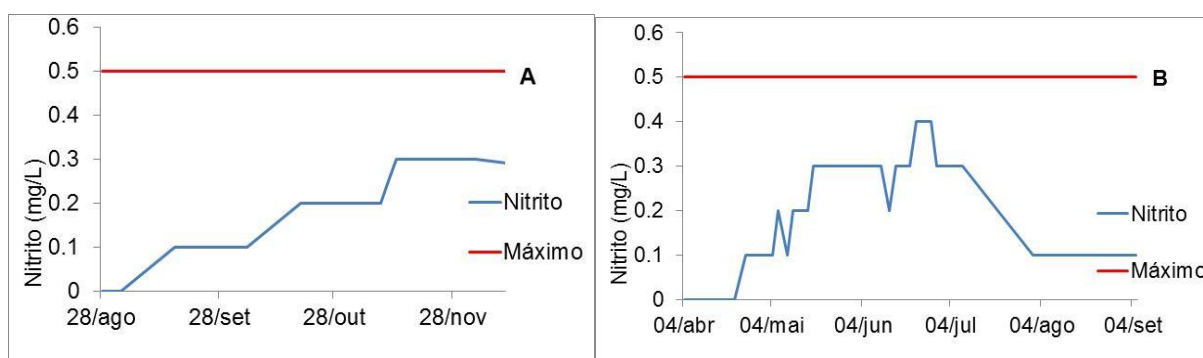 Nitrito (mg/L)
0.6
0.5
0.4
0.3
0.2
0.1
0
28/ago 28/set 28/out 28/nov
A
Nitrito
Máximo
Nitrito (mg/L)
0.6
0.5
0.4
0.3
0.2
0.1
0
04/abr 04/mai 04/jun 04/jul 04/ago 04/set
B
Nitrito
Máximo